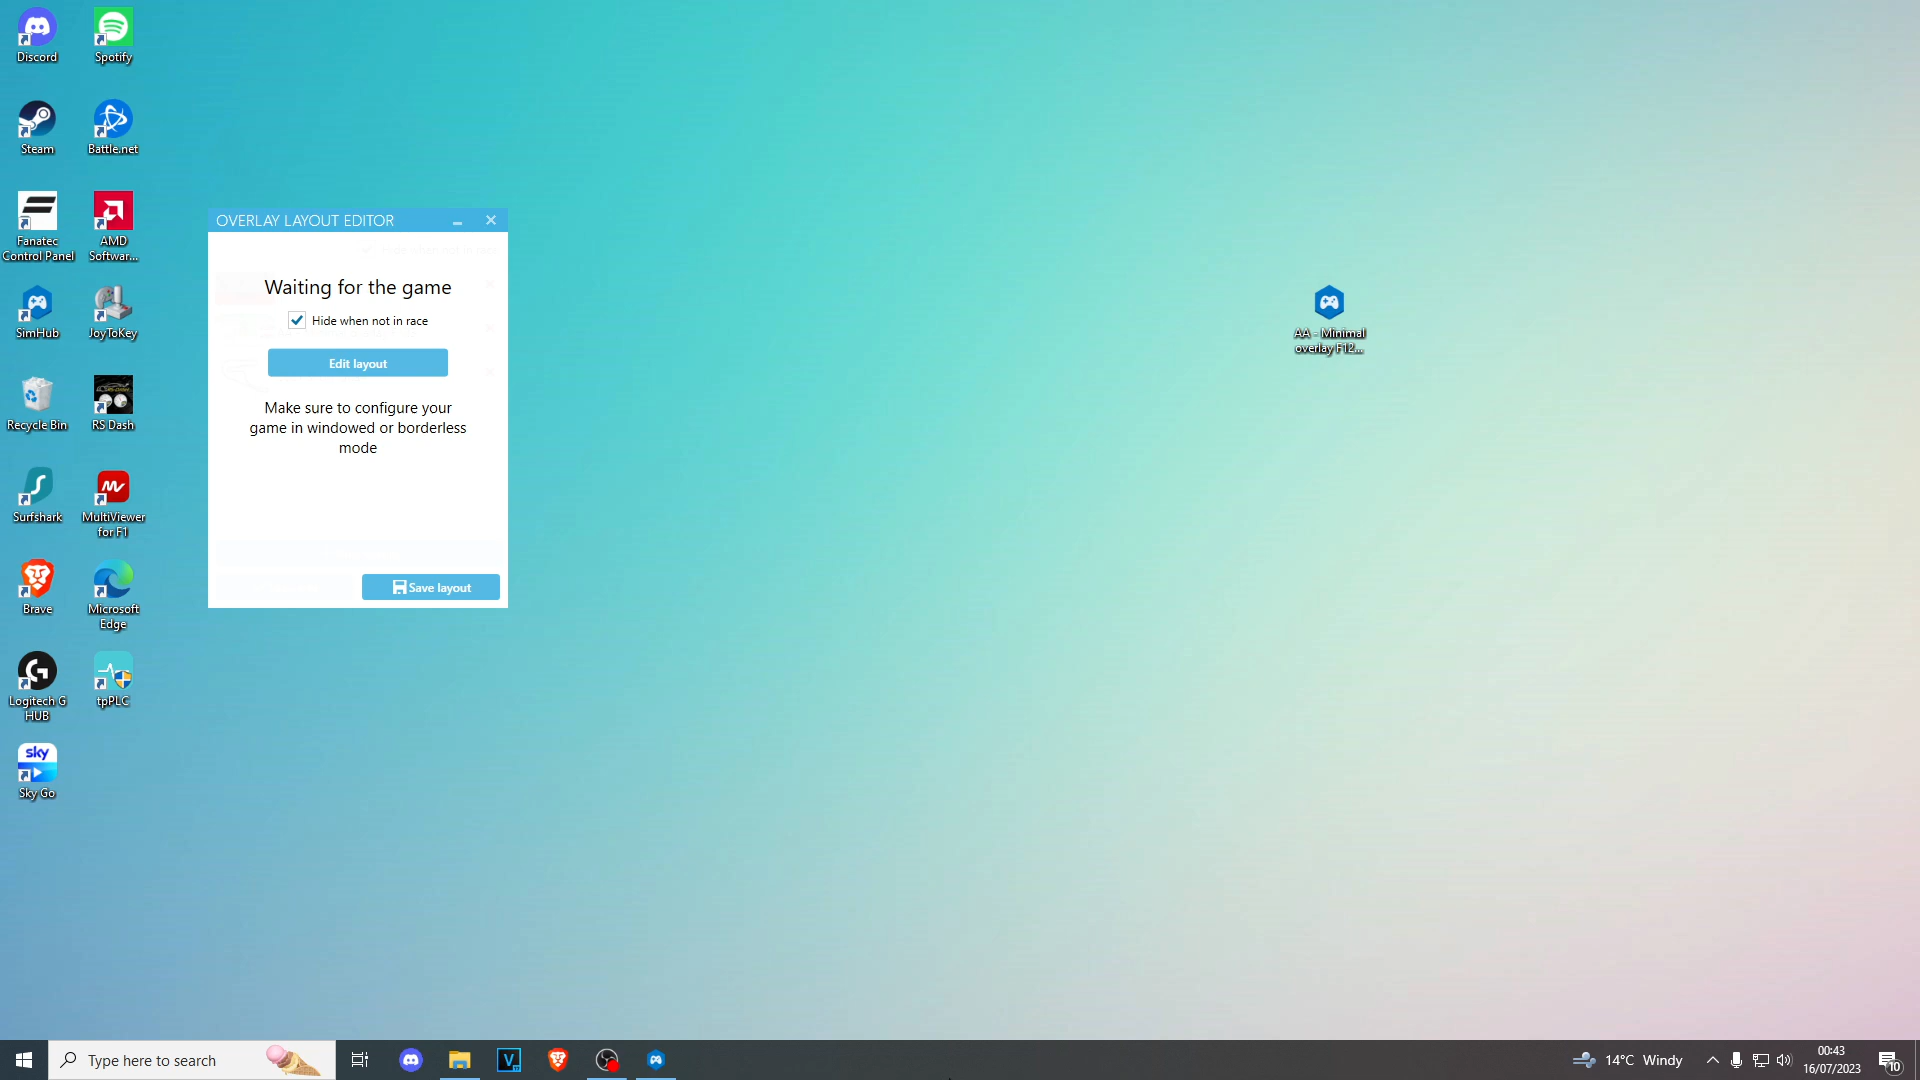 Discord
Spotify
Steam
Battle.net
Fanatec
Control Panel
AMD
Softwar...
SimHub
JoyToKey
Recycle Bin
RS Dash
Surfshark
MultiViewer
for F1
Brave
Microsoft
Edge
Logitech G
HUB
tpPLC
sky
Sky Go
OVERLAY LAYOUT EDITOR
Waiting for the game
Hide when not in race
Edit layout
Make sure to configure your
game in windowed or borderless
mode
Save layout
AA - Minimal
overlay F12...
Type here to search
14°C Windy
00:43
16/07/2023
10